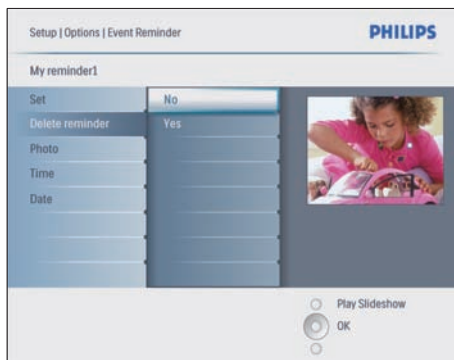 Setup | Options | Event Reminder
PHILIPS
My reminder1
Set
No
Delete reminder
Yes
Photo
Time
Date
Play Slideshow
OK